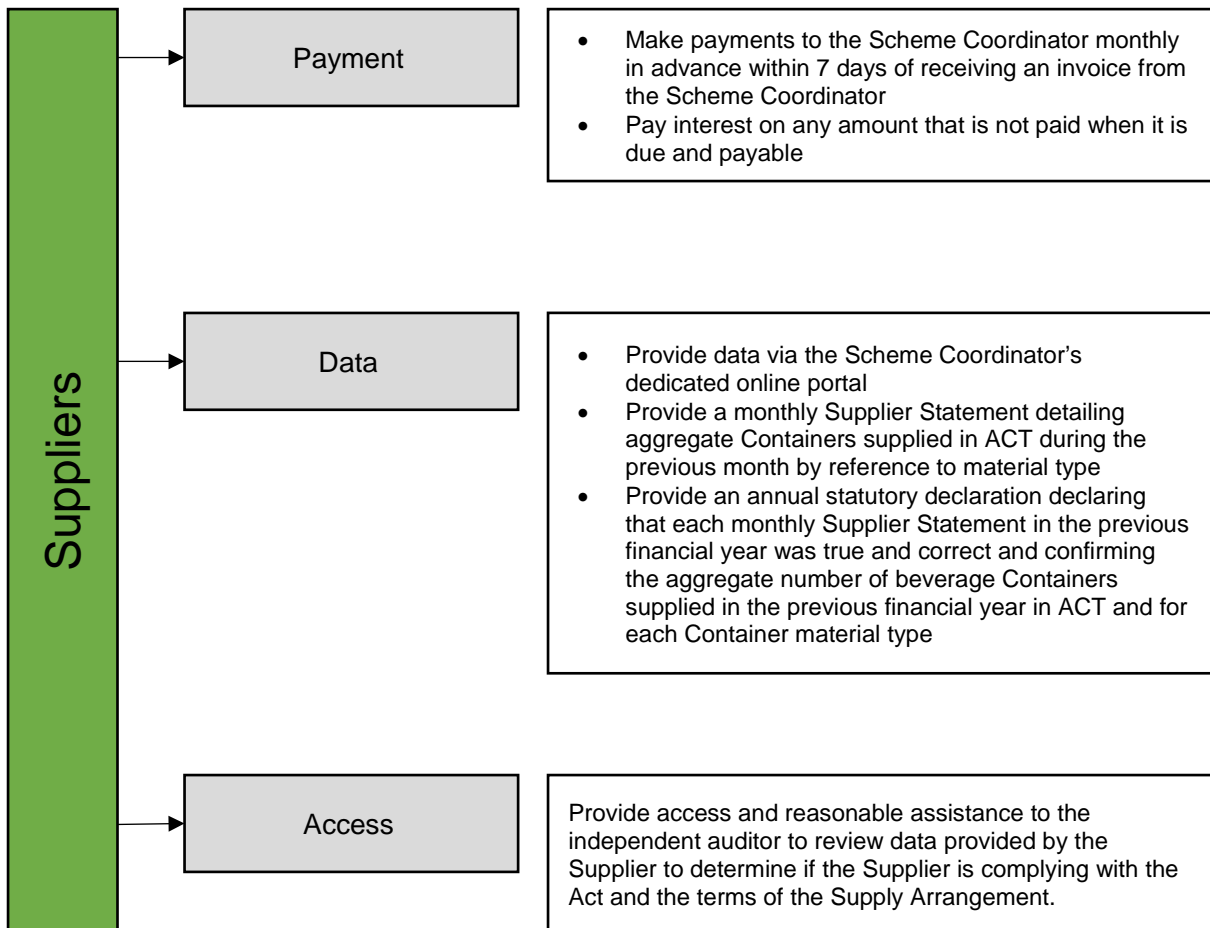 Suppliers
Payment
• Make payments to the Scheme Coordinator monthly
in advance within 7 days of receiving an invoice from
the Scheme Coordinator
• Pay interest on any amount that is not paid when it is
due and payable
Data
• Provide data via the Scheme Coordinator’s
dedicated online portal
• Provide a monthly Supplier Statement detailing
aggregate Containers supplied in ACT during the
previous month by reference to material type
• Provide an annual statutory declaration declaring
that each monthly Supplier Statement in the previous
financial year was true and correct and confirming
the aggregate number of beverage Containers
supplied in the previous financial year in ACT and for
each Container material type
Access
Provide access and reasonable assistance to the
independent auditor to review data provided by the
Supplier to determine if the Supplier is complying with the
Act and the terms of the Supply Arrangement.